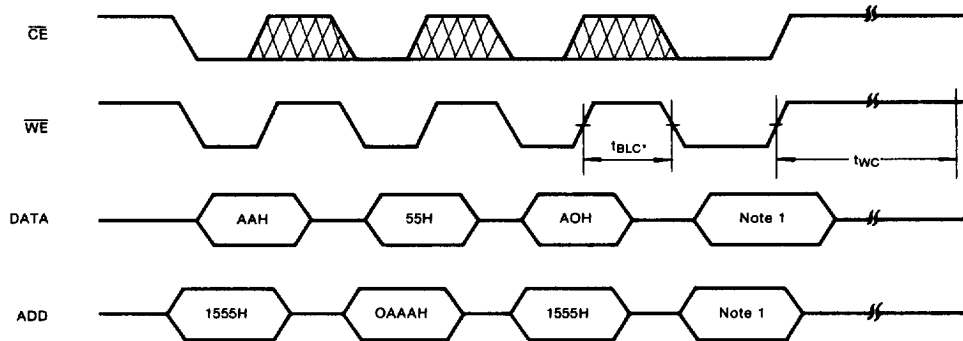 CE
WE
tBLC*
tWC
DATA
AAH
55H
AOH
Note 1
ADD
1555H
OAAAH
1555H
Note 1